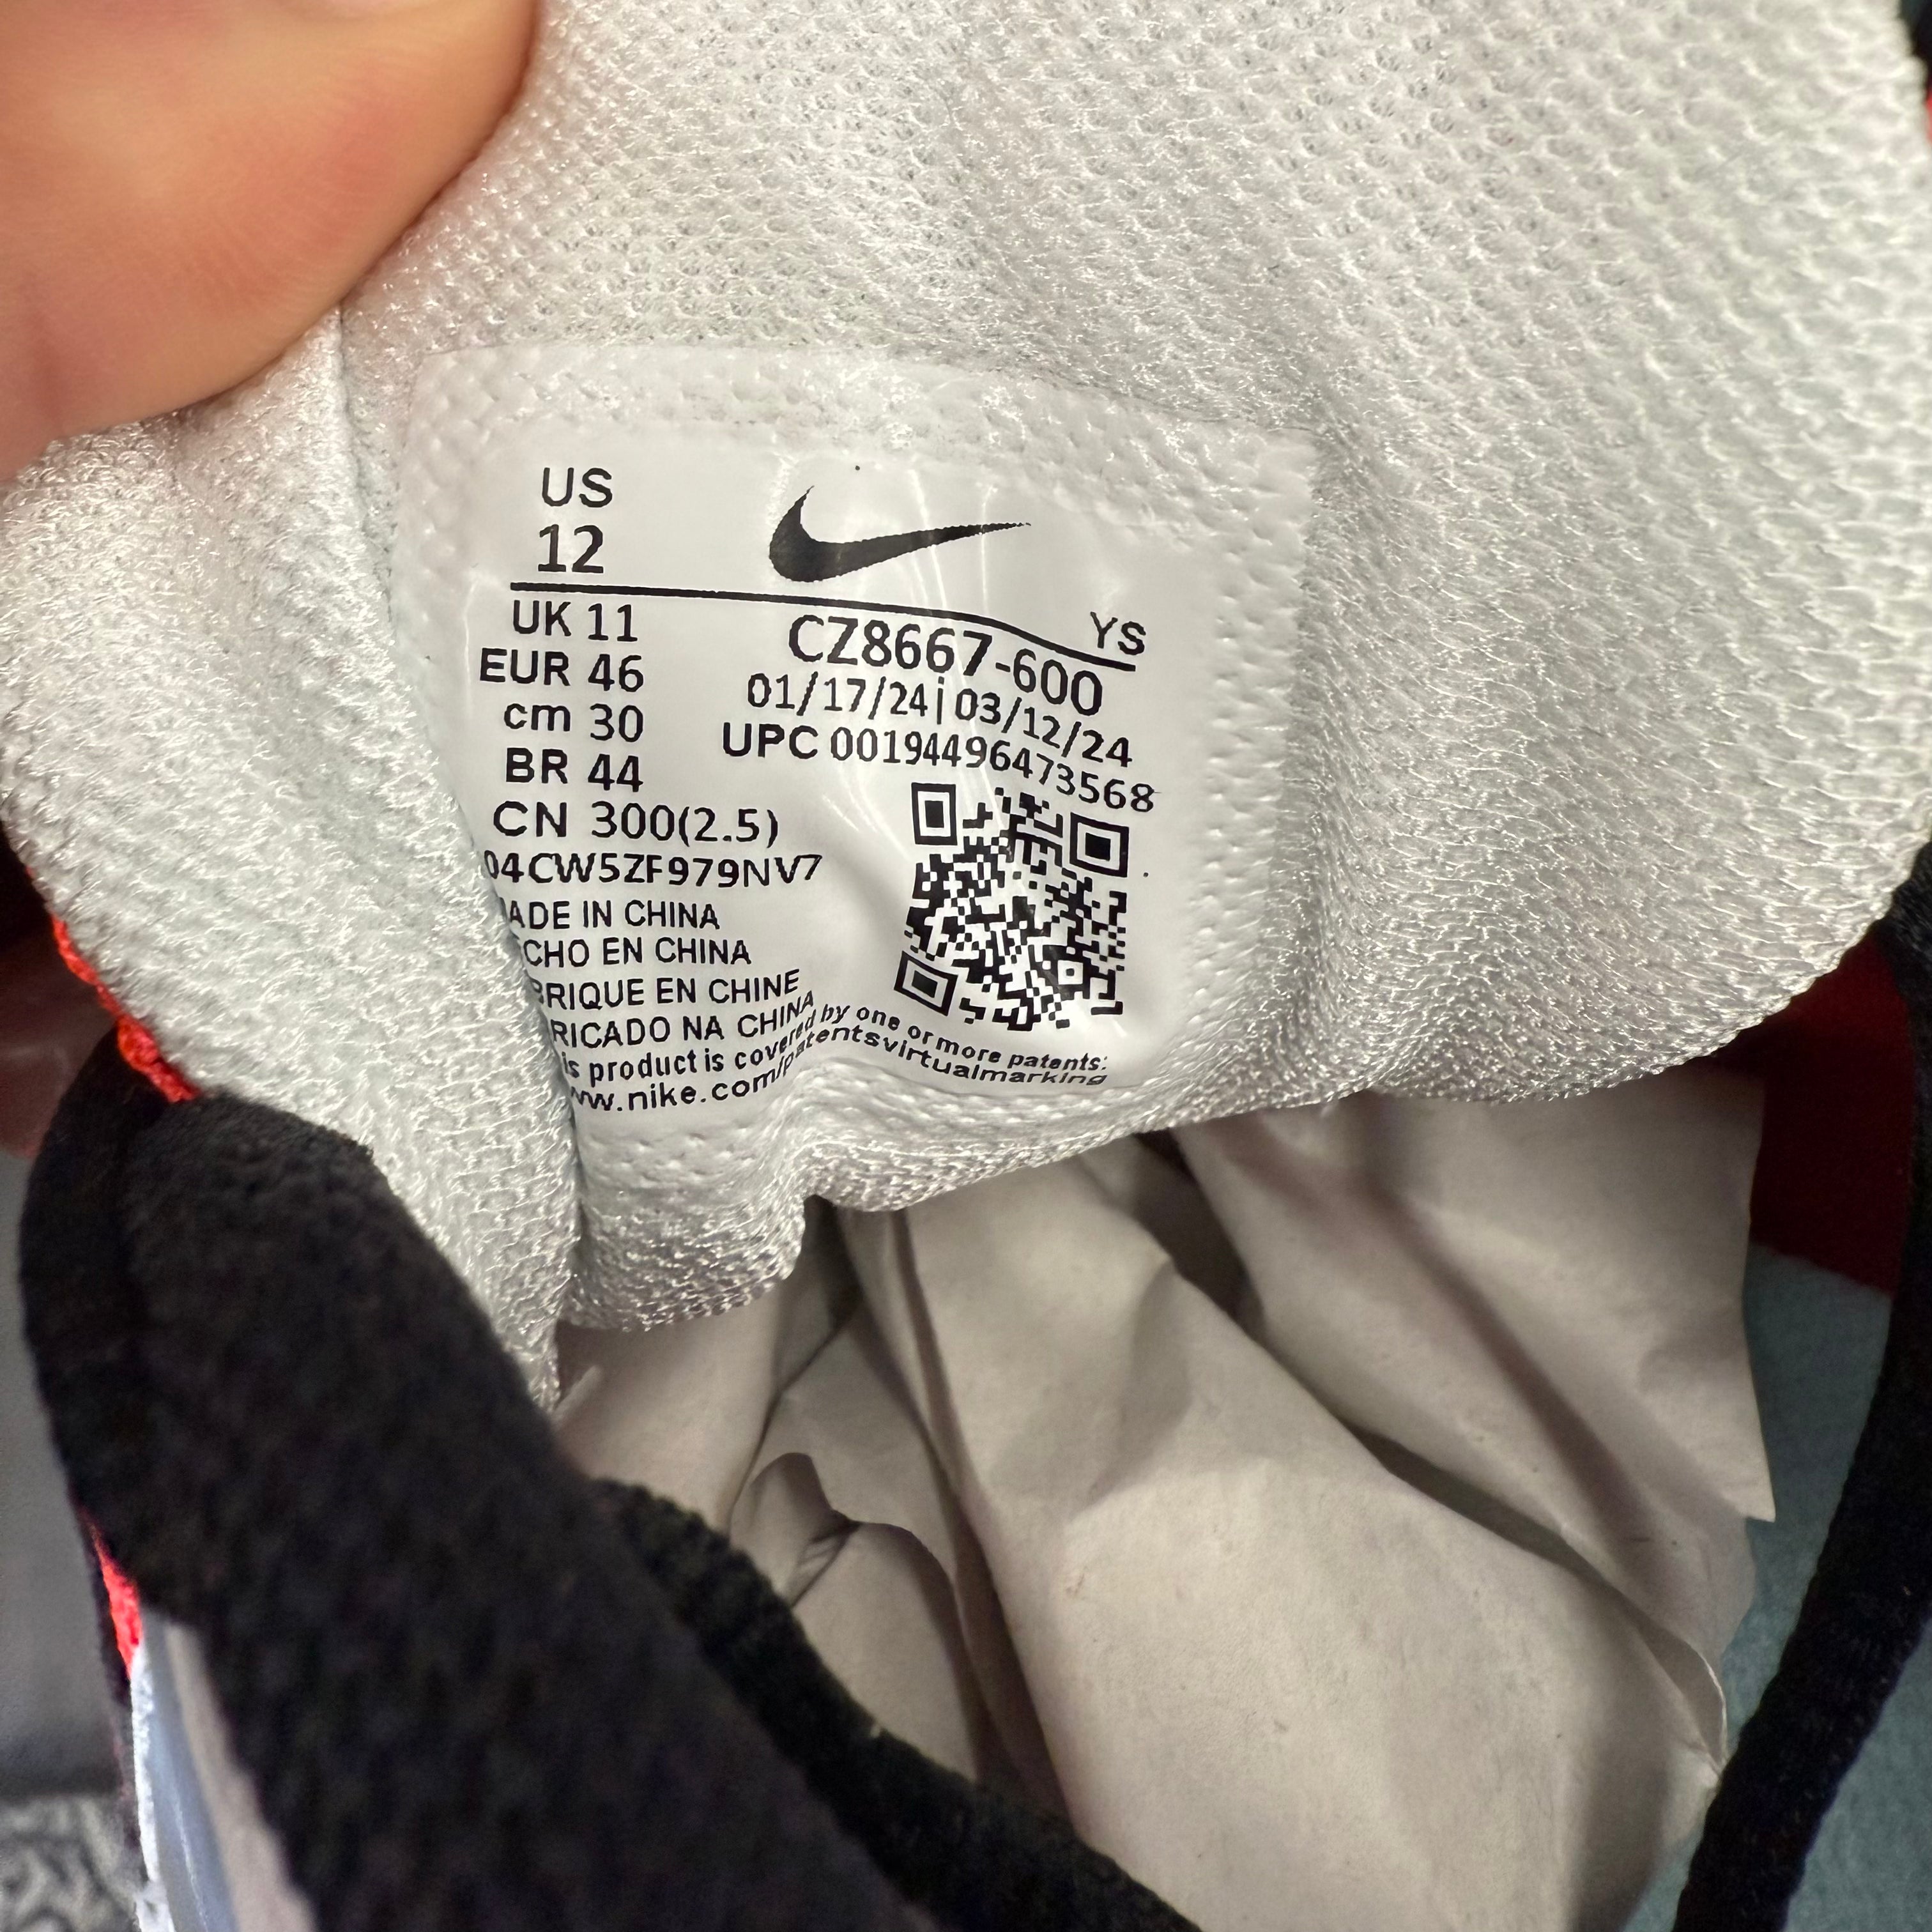 US
12
YS
UK 11
EUR 46
cm 30
BR 44
CN 300(2.5)
CZ8667-600
01/17/24|03/12/24
UPC 00194496473568
04CW5ZF979NV7
ADE IN CHINA
CHO EN CHINA
BRIQUE EN CHINE
RICADO NA CHINA
is product is covered by one or more patents:
ww.nike.com/patentsvirtualmarking